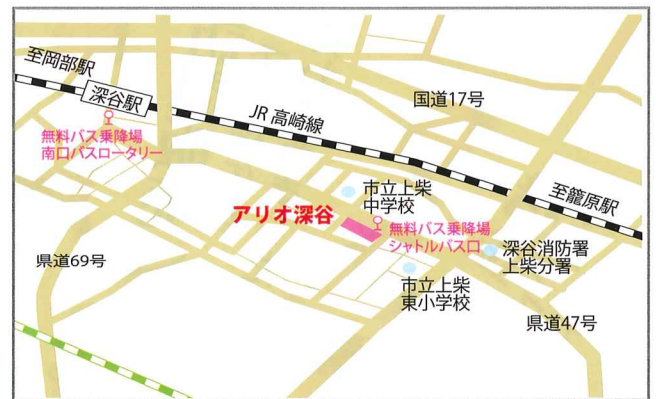 至岡部駅
深谷駅
無料バス乗降場
南口バスロータリー
JR 高崎線
国道17号
至籠原駅
市立上柴
中学校
アリオ深谷
無料バス乗降場
シャトルバス口
深谷消防署
上柴分署
市立上柴
東小学校
県道69号
県道47号